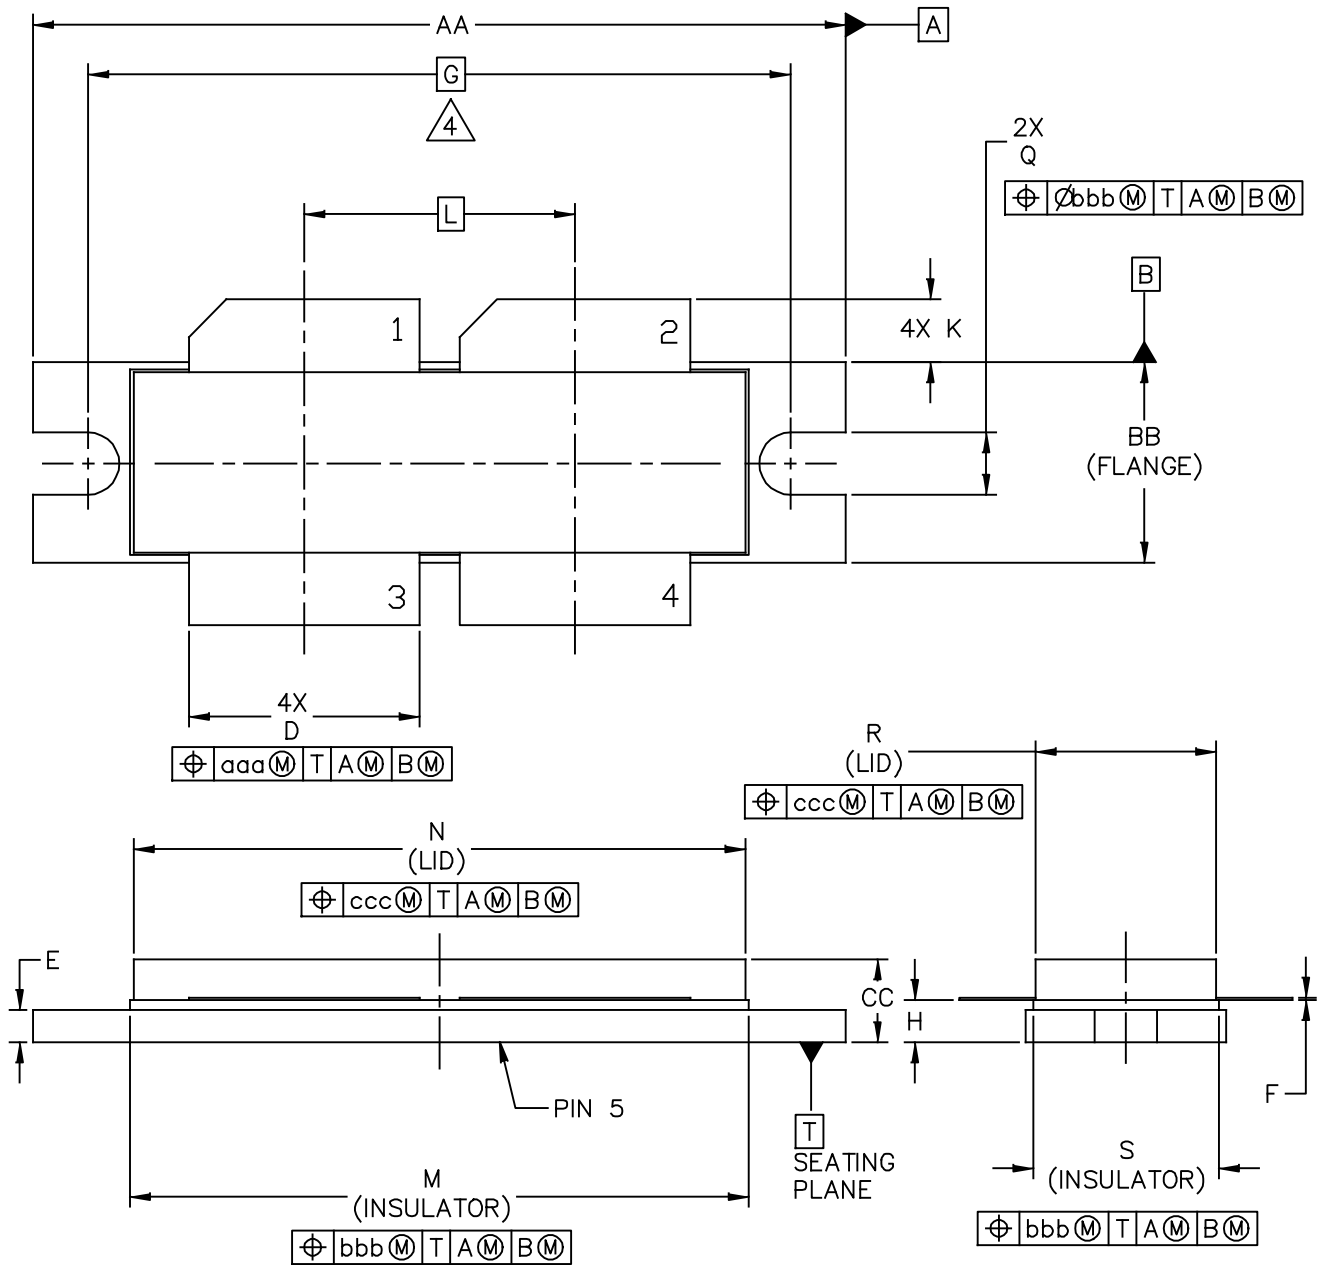 AA
A
G
4
2X
Q
⌖ Øbbb Ⓜ T A Ⓜ B Ⓜ
L
B
1
2
4X K
BB
(FLANGE)
3
4
4X
D
⌖ aaa Ⓜ T A Ⓜ B Ⓜ
R
(LID)
⌖ ccc Ⓜ T A Ⓜ B Ⓜ
N
(LID)
⌖ ccc Ⓜ T A Ⓜ B Ⓜ
E
CC
H
F
PIN 5
T
SEATING
PLANE
M
(INSULATOR)
⌖ bbb Ⓜ T A Ⓜ B Ⓜ
S
(INSULATOR)
⌖ bbb Ⓜ T A Ⓜ B Ⓜ